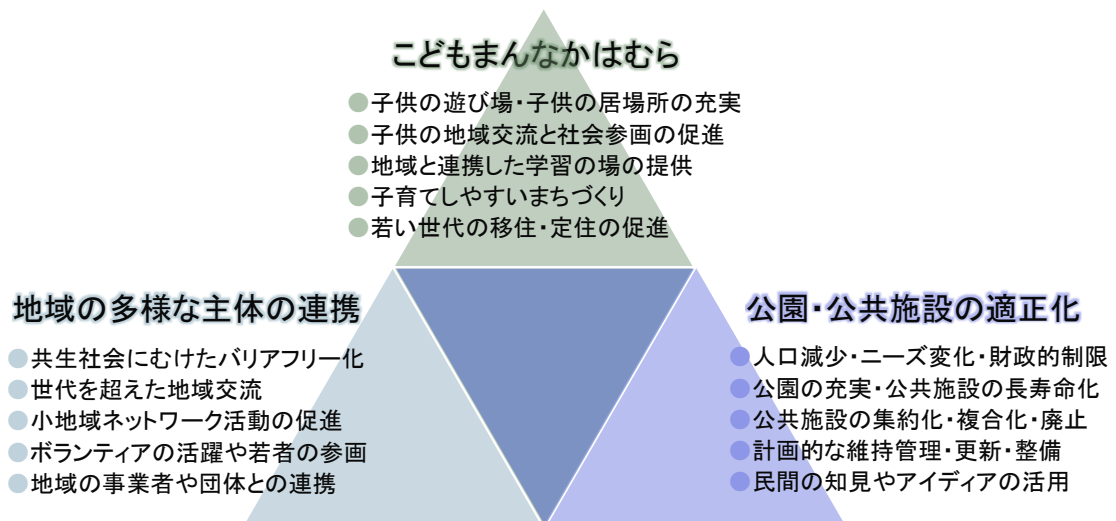 こどもまんなかはむら
●子供の遊び場・子供の居場所の充実
●子供の地域交流と社会参画の促進
●地域と連携した学習の場の提供
●子育てしやすいまちづくり
●若い世代の移住・定住の促進
地域の多様な主体の連携
●共生社会にむけたバリアフリー化
●世代を超えた地域交流
●小地域ネットワーク活動の促進
●ボランティアの活躍や若者の参画
●地域の事業者や団体との連携
公園・公共施設の適正化
●人口減少・ニーズ変化・財政的制限
●公園の充実・公共施設の長寿命化
●公共施設の集約化・複合化・廃止
●計画的な維持管理・更新・整備
●民間の知見やアイディアの活用